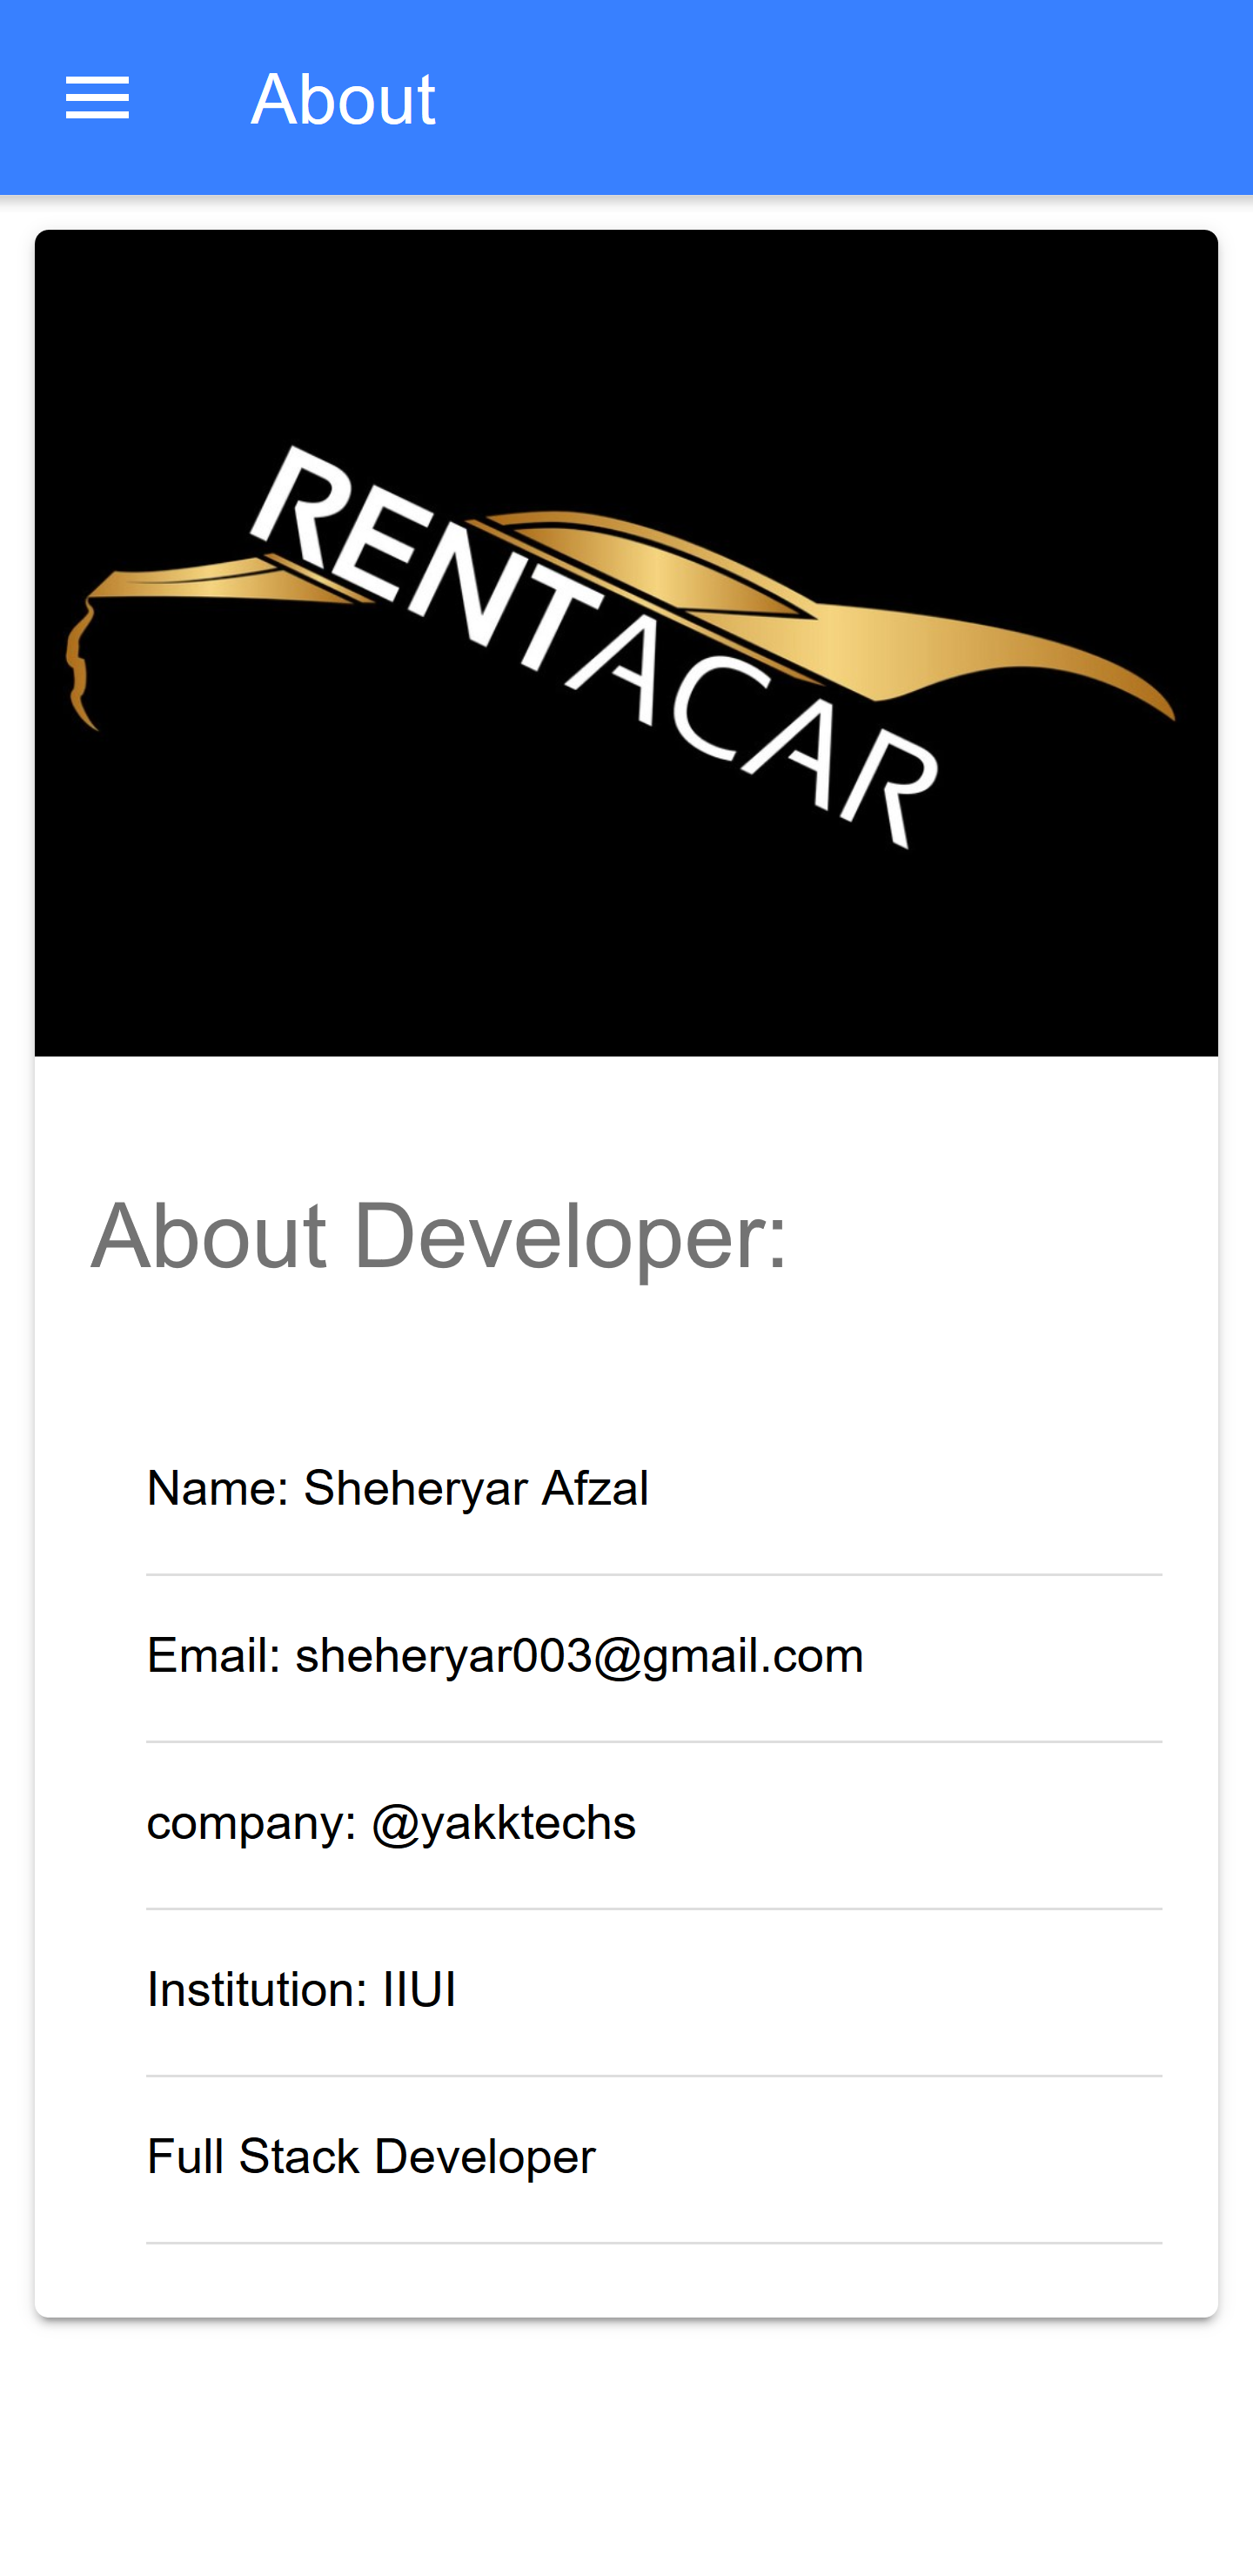 About
RENTACAR
About Developer:
Name: Sheheryar Afzal
Email: sheheryar003@gmail.com
company: @yakktechs
Institution: IIUI
Full Stack Developer